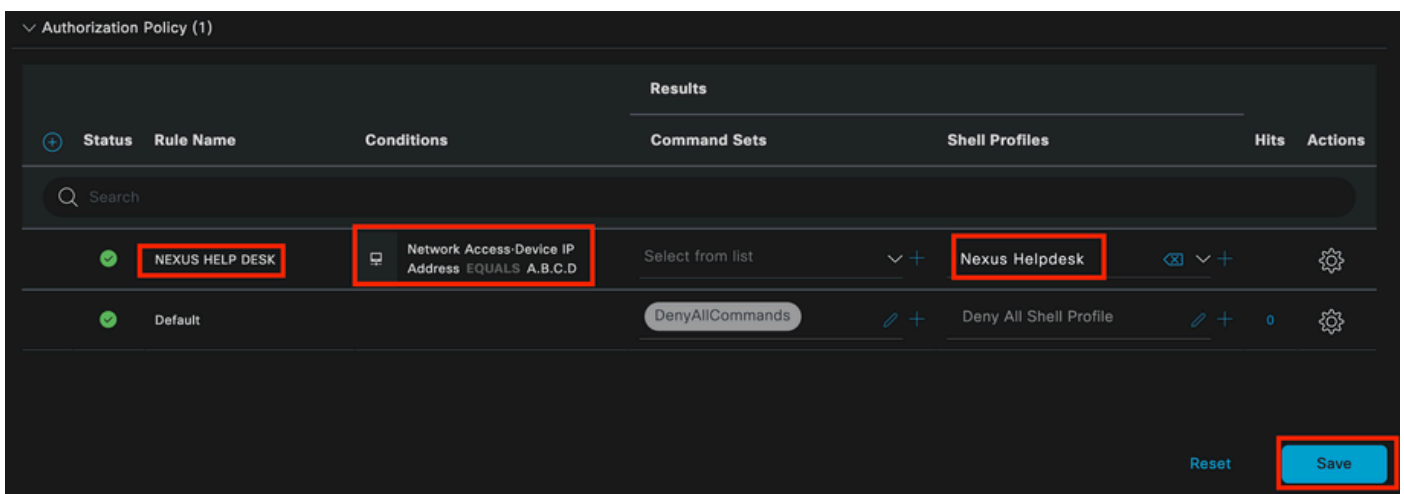 Authorization Policy (1)
Results
Status Rule Name Conditions Command Sets Shell Profiles Hits Actions
Search
NEXUS HELP DESK
Network Access·Device IP
Address EQUALS A.B.C.D
Select from list
Nexus Helpdesk
Default
DenyAllCommands
Deny All Shell Profile
0
Reset
Save